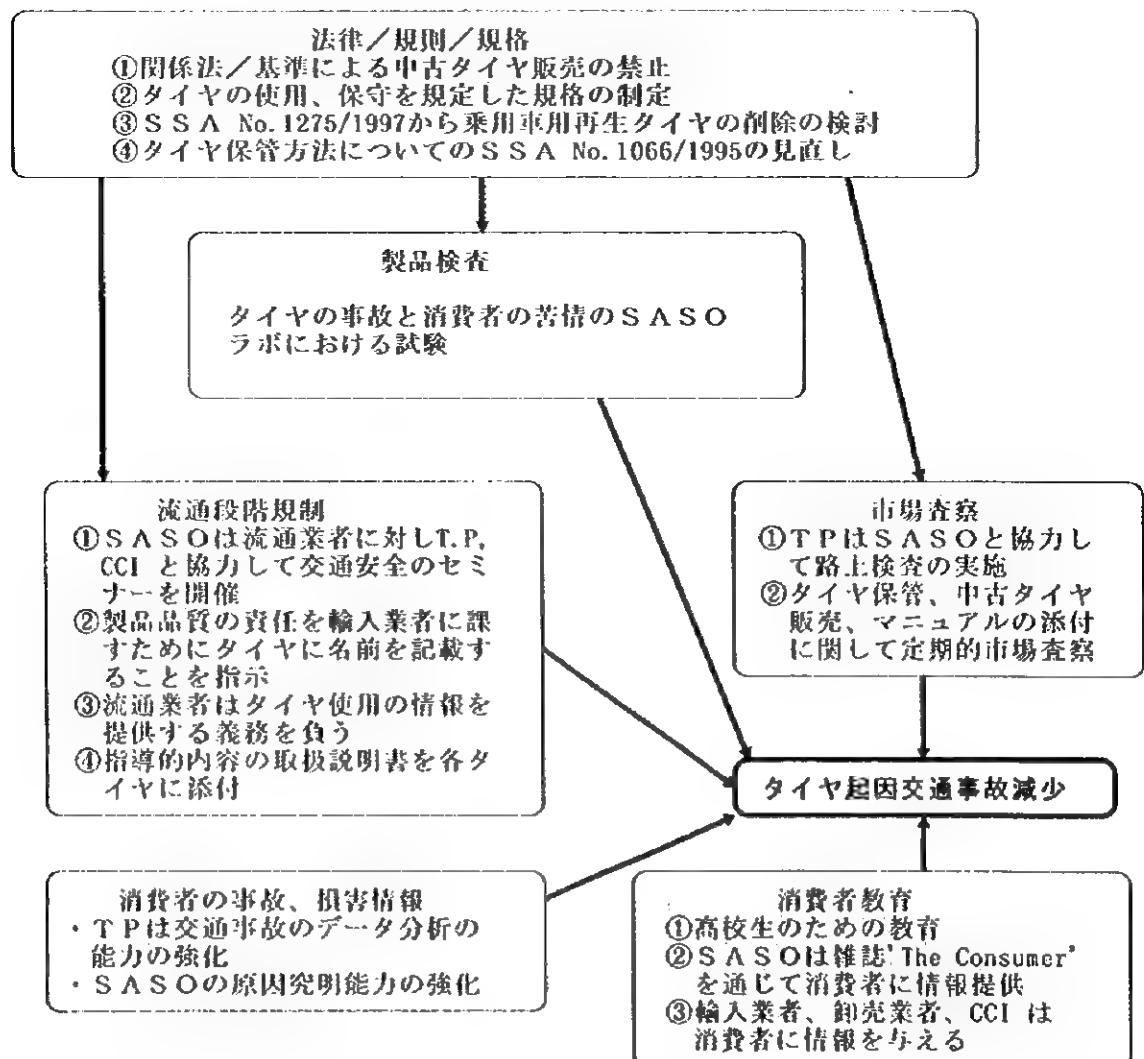 法律／規則／規格
①関係法／基準による中古タイヤ販売の禁止
②タイヤの使用、保守を規定した規格の制定
③ＳＳＡ No.1275/1997から乗用車用再生タイヤの削除の検討
④タイヤ保管方法についてのＳＳＡ No.1066/1995の見直し
製品検査
タイヤの事故と消費者の苦情のＳＡＳＯ
ラボにおける試験
流通段階規制
①ＳＡＳＯは流通業者に対しT.P,
CCI と協力して交通安全のセミ
ナーを開催
②製品品質の責任を輸入業者に課
すためにタイヤに名前を記載す
ることを指示
③流通業者はタイヤ使用の情報を
提供する義務を負う
④指導的内容の取扱説明書を各タ
イヤに添付
市場査察
①ＴＰはＳＡＳＯと協力し
て路上検査の実施
②タイヤ保管、中古タイヤ
販売、マニュアルの添付
に関して定期的市場査察
タイヤ起因交通事故減少
消費者の事故、損害情報
・ＴＰは交通事故のデータ分析の
能力の強化
・ＳＡＳＯの原因究明能力の強化
消費者教育
①高校生のための教育
②ＳＡＳＯは雑誌'The Consumer'
を通じて消費者に情報提供
③輸入業者、卸売業者、CCI は
消費者に情報を与える